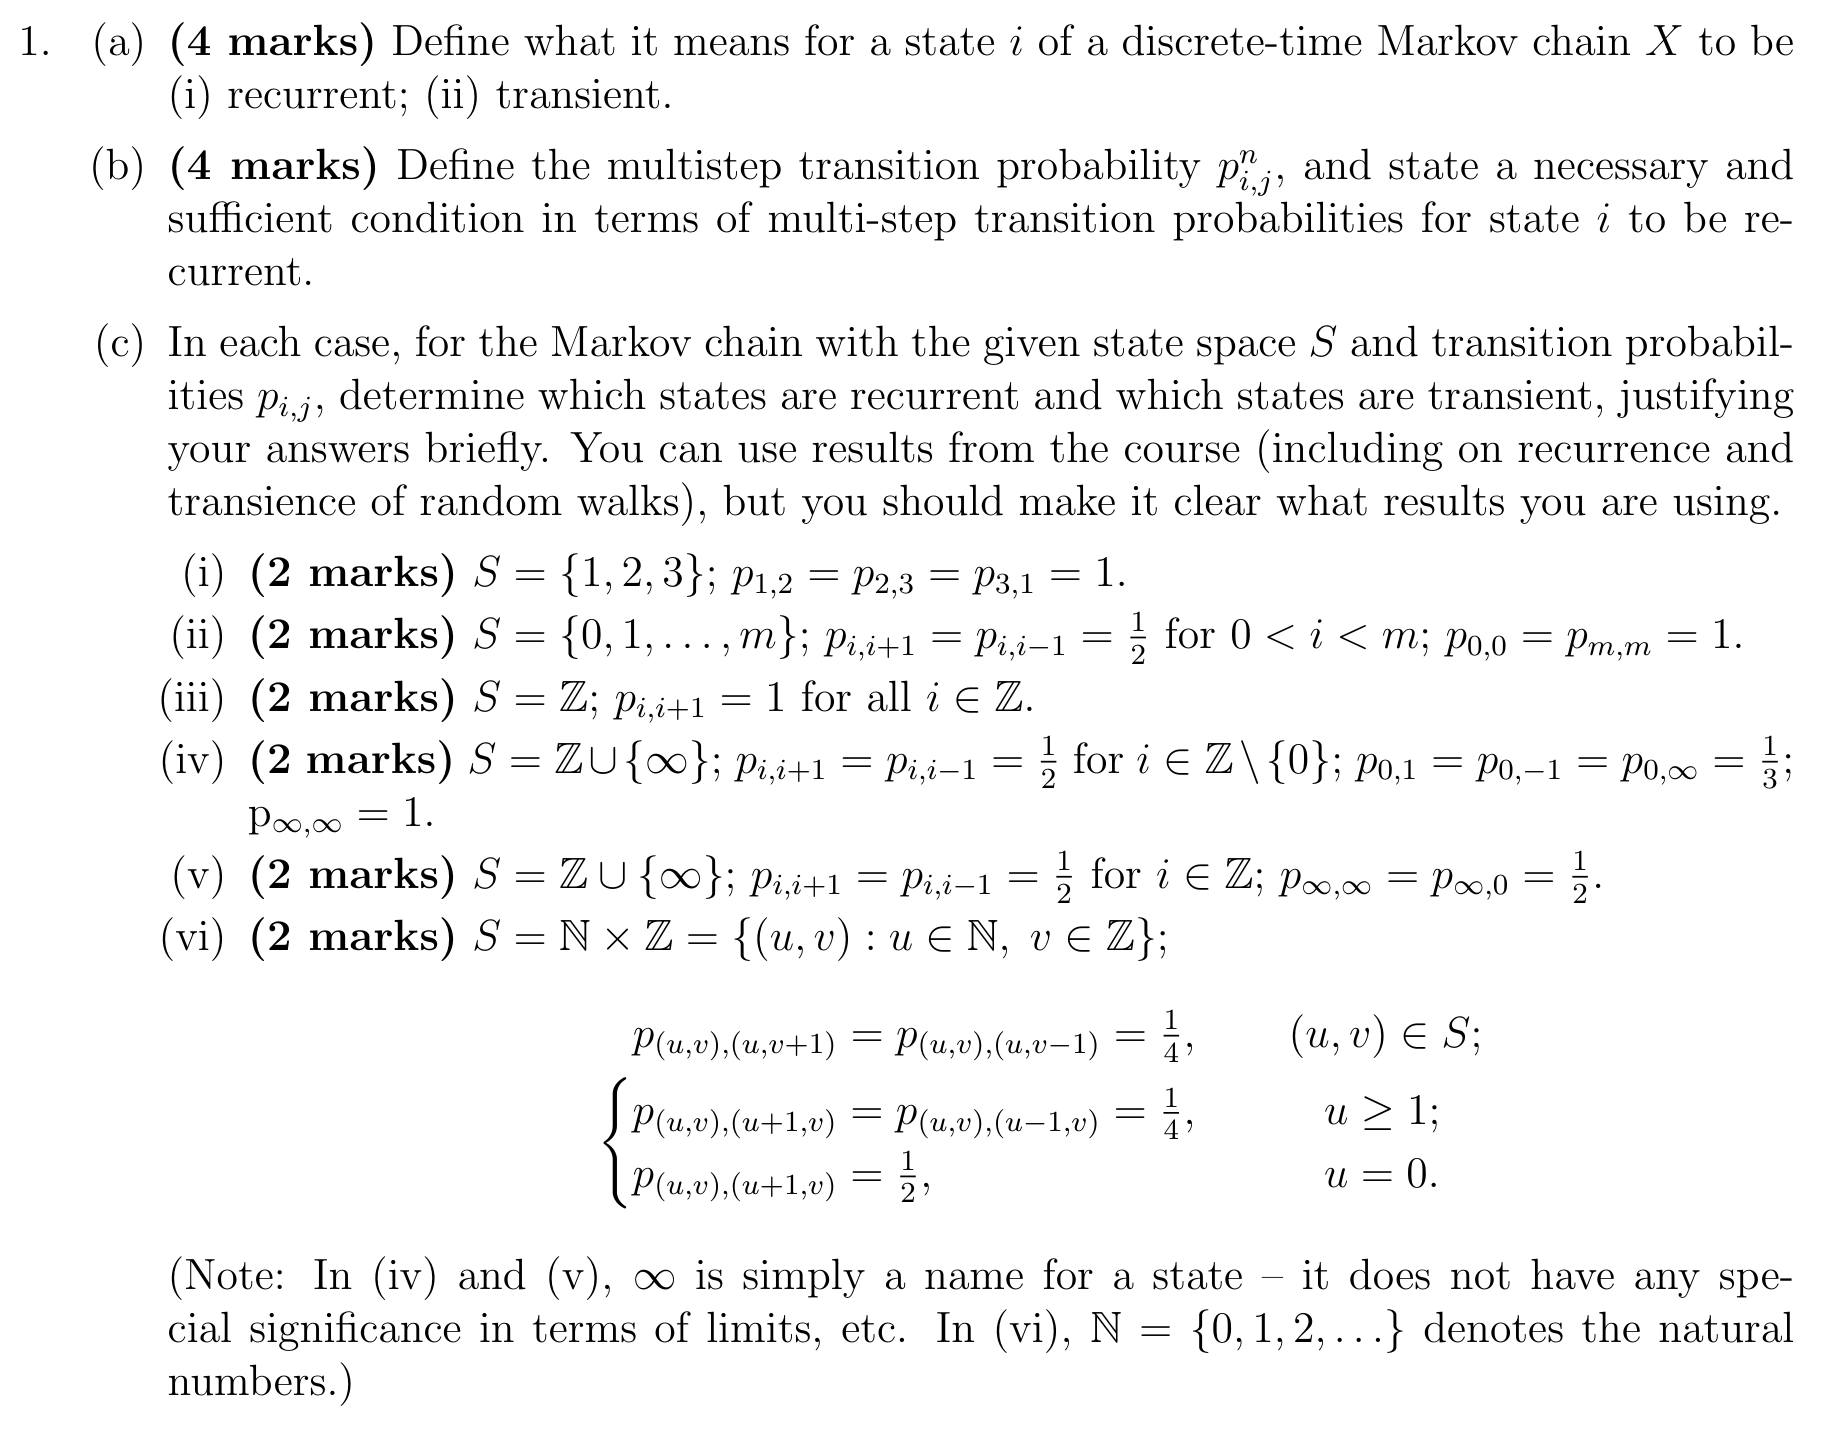 1. (a) (4 marks) Define what it means for a state i of a discrete-time Markov chain X to be
(i) recurrent; (ii) transient.
(b) (4 marks) Define the multistep transition probability $p^n_{i,j}$, and state a necessary and
sufficient condition in terms of multi-step transition probabilities for state i to be re-
current.
(c) In each case, for the Markov chain with the given state space S and transition probabil-
ities $p_{i,j}$, determine which states are recurrent and which states are transient, justifying
your answers briefly. You can use results from the course (including on recurrence and
transience of random walks), but you should make it clear what results you are using.
(i) (2 marks) $S = \{1, 2, 3\}$; $p_{1,2} = p_{2,3} = p_{3,1} = 1$.
(ii) (2 marks) $S = \{0, 1, \ldots, m\}$; $p_{i,i+1} = p_{i,i-1} = \frac{1}{2}$ for $0 < i < m$; $p_{0,0} = p_{m,m} = 1$.
(iii) (2 marks) $S = \mathbb{Z}$; $p_{i,i+1} = 1$ for all $i \in \mathbb{Z}$.
(iv) (2 marks) $S = \mathbb{Z} \cup \{\infty\}$; $p_{i,i+1} = p_{i,i-1} = \frac{1}{2}$ for $i \in \mathbb{Z} \setminus \{0\}$; $p_{0,1} = p_{0,-1} = p_{0,\infty} = \frac{1}{3}$;
$\mathrm{p}_{\infty,\infty} = 1$.
(v) (2 marks) $S = \mathbb{Z} \cup \{\infty\}$; $p_{i,i+1} = p_{i,i-1} = \frac{1}{2}$ for $i \in \mathbb{Z}$; $p_{\infty,\infty} = p_{\infty,0} = \frac{1}{2}$.
(vi) (2 marks) $S = \mathbb{N} \times \mathbb{Z} = \{(u, v) : u \in \mathbb{N},\ v \in \mathbb{Z}\}$;
$p_{(u,v),(u,v+1)} = p_{(u,v),(u,v-1)} = \frac{1}{4}, \quad (u, v) \in S;$
$\{ p_{(u,v),(u+1,v)} = p_{(u,v),(u-1,v)} = \frac{1}{4}, \quad u \geq 1;$
$p_{(u,v),(u+1,v)} = \frac{1}{2}, \quad u = 0.$
(Note: In (iv) and (v), ∞ is simply a name for a state – it does not have any spe-
cial significance in terms of limits, etc. In (vi), $\mathbb{N} = \{0, 1, 2, \ldots\}$ denotes the natural
numbers.)